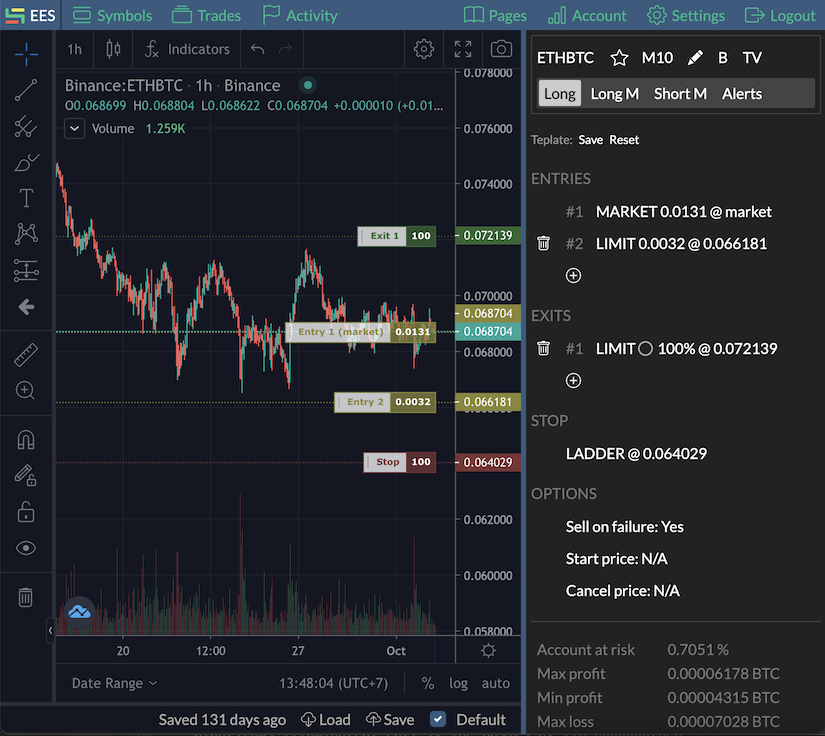 EES Symbols Trades Activity Pages Account Settings Logout
1h Indicators
Binance:ETHBTC · 1h · Binance
O0.068699 H0.068804 L0.068622 C0.068704 +0.000010 (+0.01...
Volume 1.259K
0.078000
0.076000
0.074000
Exit 1 100 0.072139
0.070000
0.068704
Entry 1 (market) 0.0131 0.068704
0.068000
Entry 2 0.0032 0.066181
Stop 100 0.064029
0.062000
0.060000
0.058000
20 12:00 27 Oct
Date Range 13:48:04 (UTC+7) % log auto
Saved 131 days ago Load Save Default
ETHBTC M10 B TV
Long Long M Short M Alerts
Teplate: Save Reset
ENTRIES
#1 MARKET 0.0131 @ market
#2 LIMIT 0.0032 @ 0.066181
EXITS
#1 LIMIT 100% @ 0.072139
STOP
LADDER @ 0.064029
OPTIONS
Sell on failure: Yes
Start price: N/A
Cancel price: N/A
Account at risk 0.7051 %
Max profit 0.00006178 BTC
Min profit 0.00004315 BTC
Max loss 0.00007028 BTC